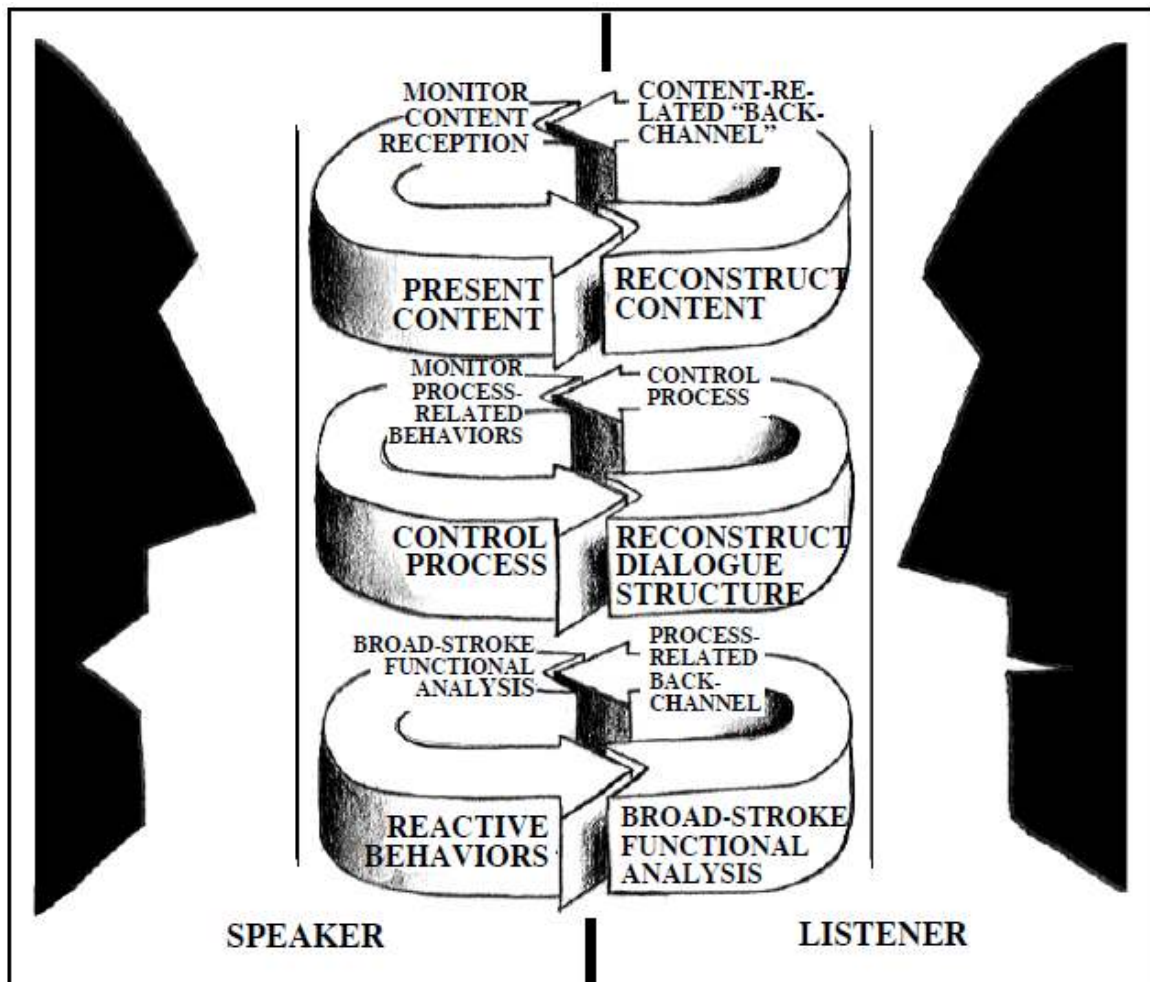 MONITOR
CONTENT
RECEPTION
CONTENT-RE-
LATED “BACK-
CHANNEL”
PRESENT
CONTENT
RECONSTRUCT
CONTENT
MONITOR
PROCESS-
RELATED
BEHAVIORS
CONTROL
PROCESS
CONTROL
PROCESS
RECONSTRUCT
DIALOGUE
STRUCTURE
BROAD-STROKE
FUNCTIONAL
ANALYSIS
PROCESS-
RELATED
BACK-
CHANNEL
REACTIVE
BEHAVIORS
BROAD-STROKE
FUNCTIONAL
ANALYSIS
SPEAKER
LISTENER